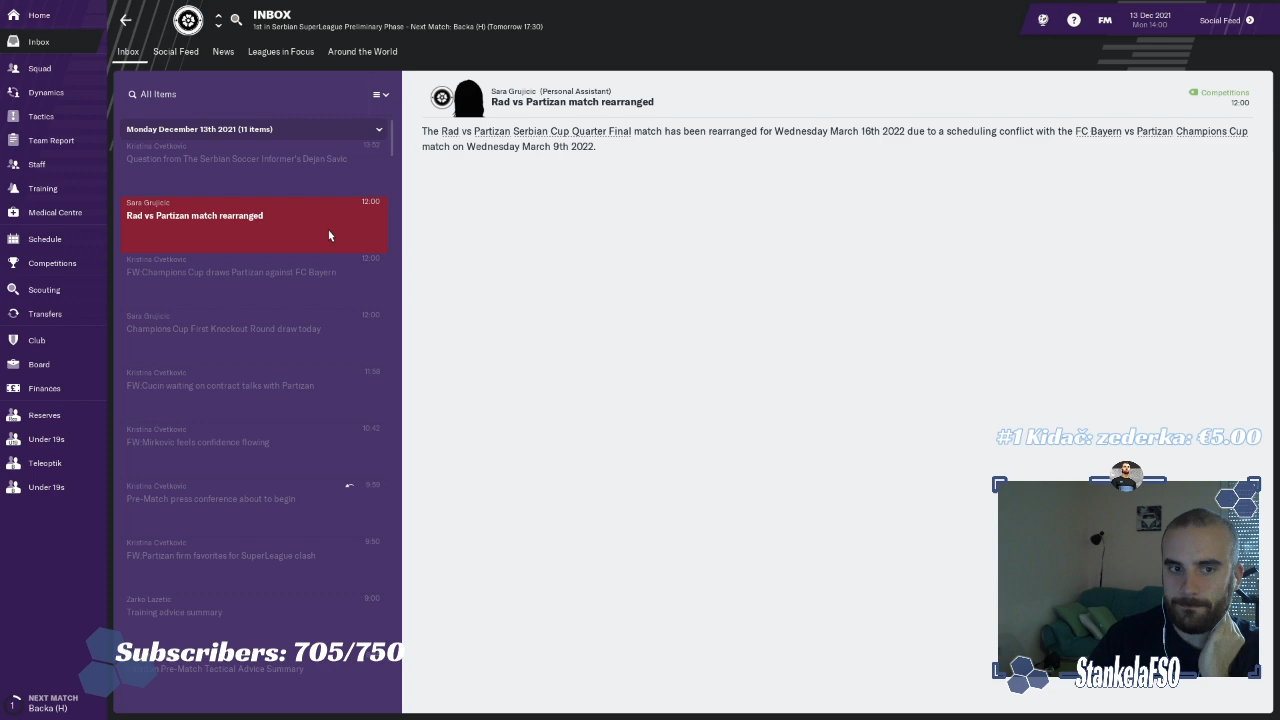 Home
Inbox
Squad
Dynamics
Tactics
Team Report
Staff
Training
Medical Centre
Schedule
Competitions
Scouting
Transfers
Club
Board
Finances
Reserves
Under 19s
Teleoptik
Under 19s
NEXT MATCH
1 Backa (H)
INBOX
1st in Serbian SuperLeague Preliminary Phase - Next Match: Backa (H) (Tomorrow 17:30)
? FM
13 Dec 2021
Mon 14:00
Social Feed
Inbox Social Feed News Leagues in Focus Around the World
All Items
Monday December 13th 2021 (11 items)
Kristina Cvetkovic 13:52
Question from The Serbian Soccer Informer's Dejan Savic
Sara Grujicic 12:00
Rad vs Partizan match rearranged
Kristina Cvetkovic 12:00
FW:Champions Cup draws Partizan against FC Bayern
Sara Grujicic 12:00
Champions Cup First Knockout Round draw today
Kristina Cvetkovic 11:58
FW:Cucin waiting on contract talks with Partizan
Kristina Cvetkovic 10:42
FW:Mirkovic feels confidence flowing
Kristina Cvetkovic 9:59
Pre-Match press conference about to begin
Kristina Cvetkovic 9:50
FW:Partizan firm favorites for SuperLeague clash
Zarko Lazetic 9:00
Training advice summary
Subscribers: 705/750
Pre-Match Tactical Advice Summary
Sara Grujicic (Personal Assistant)
Rad vs Partizan match rearranged
Competitions
12:00
The Rad vs Partizan Serbian Cup Quarter Final match has been rearranged for Wednesday March 16th 2022 due to a scheduling conflict with the FC Bayern vs Partizan Champions Cup
match on Wednesday March 9th 2022.
#1 Kidač: zederka: €5.00
StankelaFSO